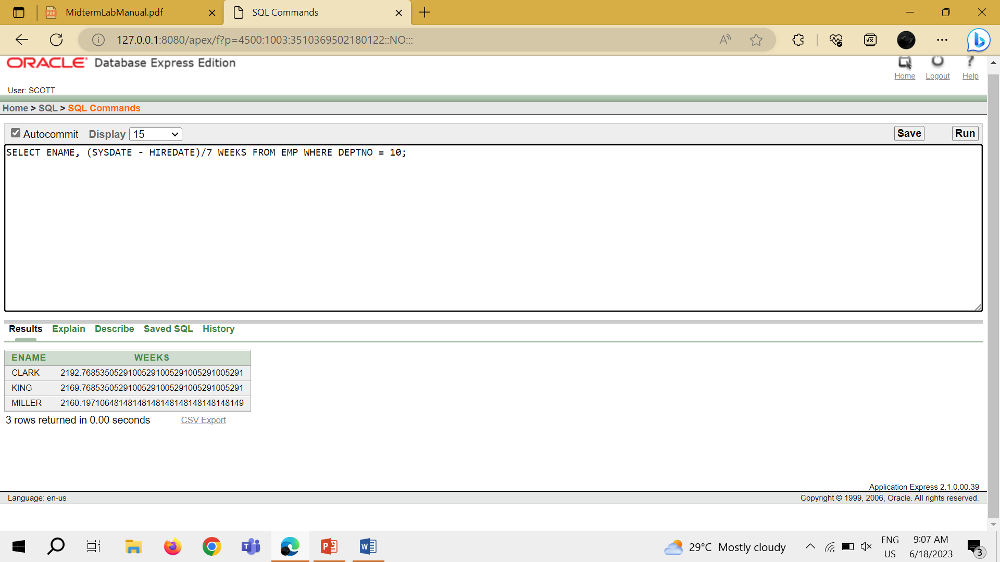 MidtermLabManual.pdf
SQL Commands
127.0.0.1:8080/apex/f?p=4500:1003:3510369502180122::NO:::
ORACLE Database Express Edition
Home Logout Help
User: SCOTT
Home > SQL > SQL Commands
Autocommit Display 15 Save Run
SELECT ENAME, (SYSDATE - HIREDATE)/7 WEEKS FROM EMP WHERE DEPTNO = 10;
Results Explain Describe Saved SQL History
ENAME WEEKS
CLARK 2192.76853505291005291005291005291005291
KING 2169.76853505291005291005291005291005291
MILLER 2160.19710648148148148148148148148148149
3 rows returned in 0.00 seconds CSV Export
Application Express 2.1.0.00.39
Language: en-us Copyright © 1999, 2006, Oracle. All rights reserved.
29°C Mostly cloudy ENG 9:07 AM
US 6/18/2023 3